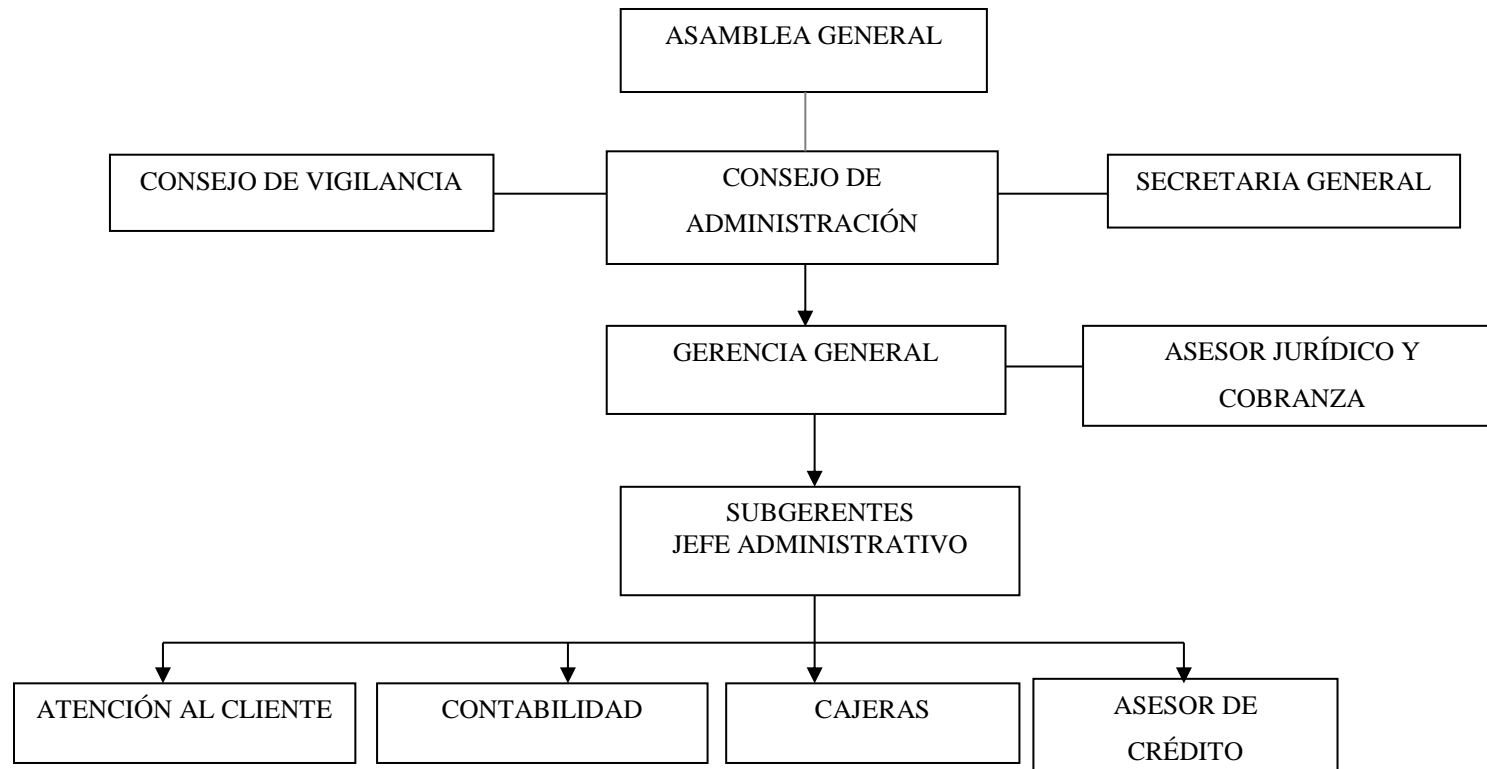 ASAMBLEA GENERAL
CONSEJO DE VIGILANCIA
CONSEJO DE
ADMINISTRACIÓN
SECRETARIA GENERAL
GERENCIA GENERAL
ASESOR JURÍDICO Y
COBRANZA
SUBGERENTES
JEFE ADMINISTRATIVO
ATENCIÓN AL CLIENTE
CONTABILIDAD
CAJERAS
ASESOR DE
CRÉDITO